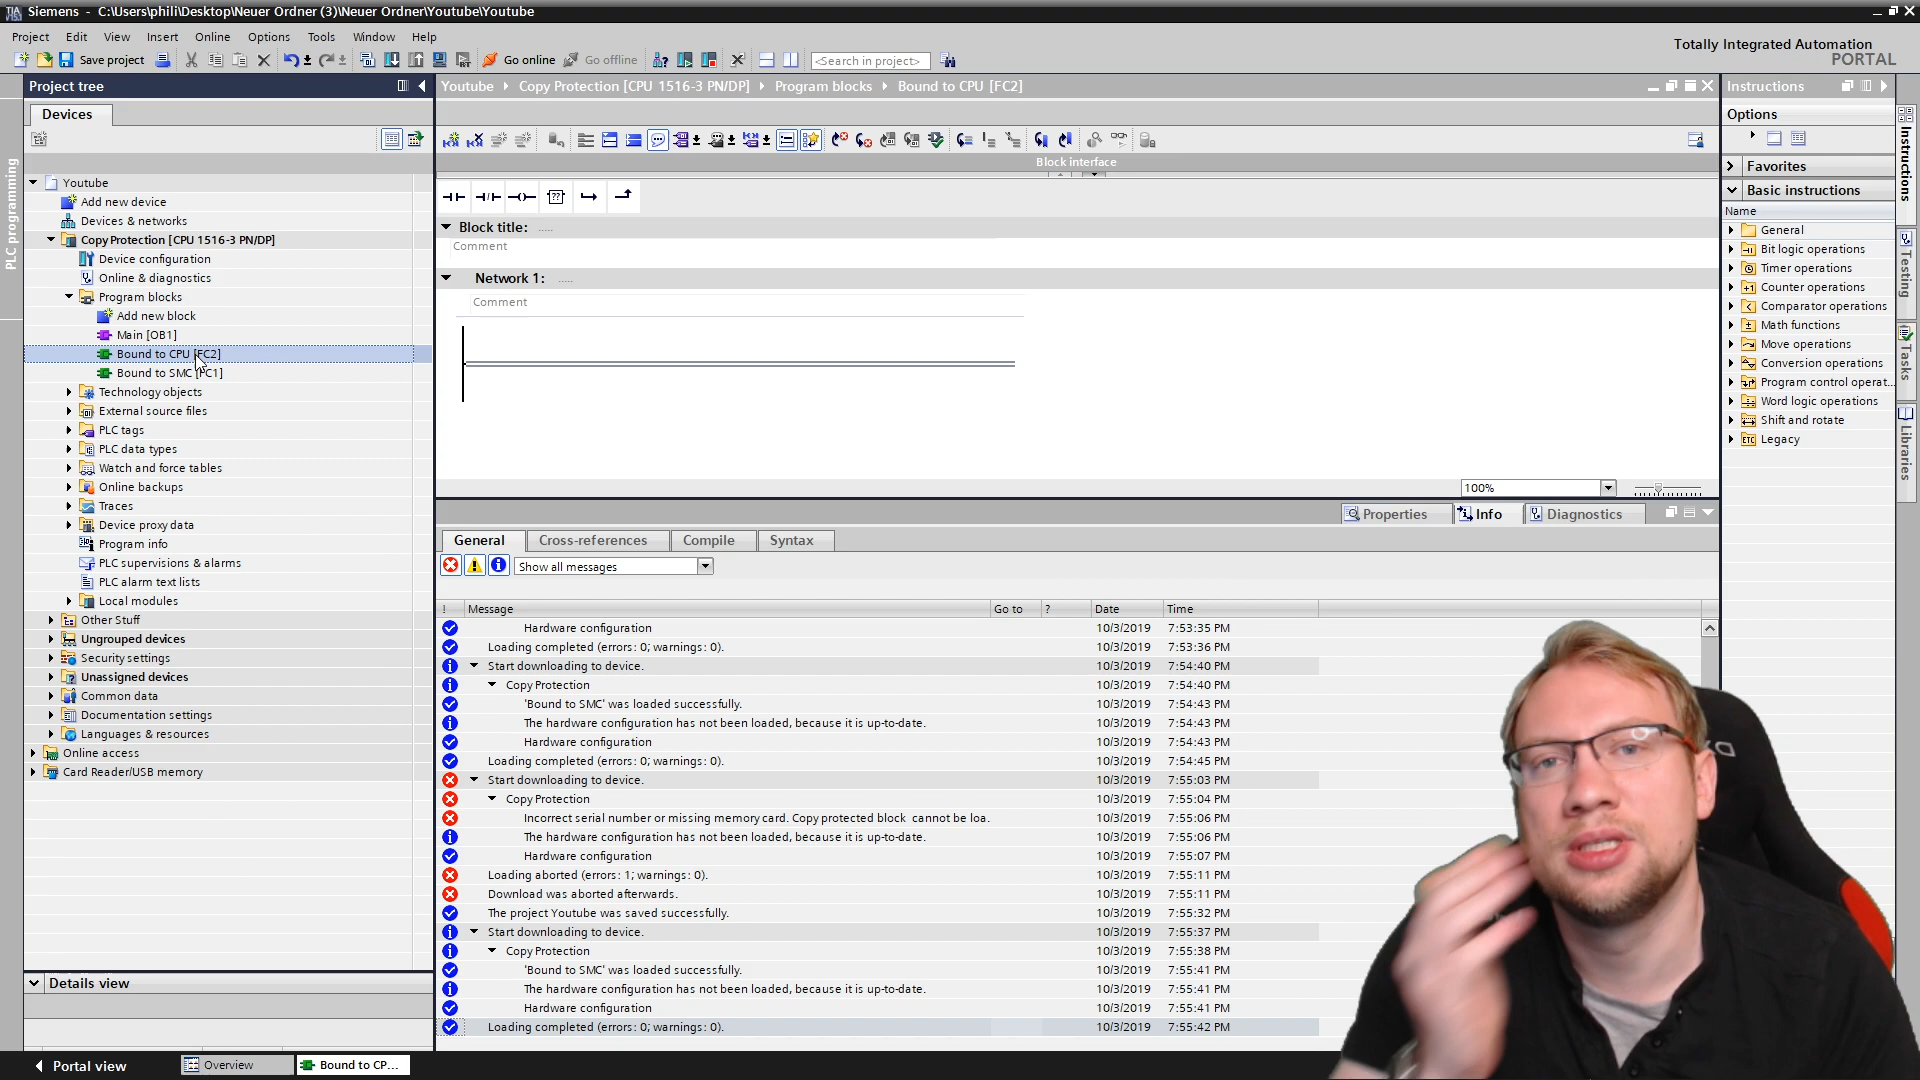 Siemens - C:\Users\phili\Desktop\Neuer Ordner (3)\Neuer Ordner\Youtube\Youtube
Project Edit View Insert Online Options Tools Window Help
Totally Integrated Automation
PORTAL
Save project
Go online
Go offline
<Search in project>
Project tree
Devices
PLC programming
Youtube
Add new device
Devices & networks
Copy Protection [CPU 1516-3 PN/DP]
Device configuration
Online & diagnostics
Program blocks
Add new block
Main [OB1]
Bound to CPU [FC2]
Bound to SMC [FC1]
Technology objects
External source files
PLC tags
PLC data types
Watch and force tables
Online backups
Traces
Device proxy data
Program info
PLC supervisions & alarms
PLC alarm text lists
Local modules
Other Stuff
Ungrouped devices
Security settings
Unassigned devices
Common data
Documentation settings
Languages & resources
Online access
Card Reader/USB memory
Details view
Portal view
Overview
Bound to CP...
Youtube Copy Protection [CPU 1516-3 PN/DP] Program blocks Bound to CPU [FC2]
Block interface
??
Block title: .....
Comment
Network 1: .....
Comment
100%
Properties
Info
Diagnostics
General
Cross-references
Compile
Syntax
Show all messages
! Message Go to ? Date Time
Hardware configuration 10/3/2019 7:53:35 PM
Loading completed (errors: 0; warnings: 0). 10/3/2019 7:53:36 PM
Start downloading to device. 10/3/2019 7:54:40 PM
Copy Protection 10/3/2019 7:54:40 PM
'Bound to SMC' was loaded successfully. 10/3/2019 7:54:43 PM
The hardware configuration has not been loaded, because it is up-to-date. 10/3/2019 7:54:43 PM
Hardware configuration 10/3/2019 7:54:43 PM
Loading completed (errors: 0; warnings: 0). 10/3/2019 7:54:45 PM
Start downloading to device. 10/3/2019 7:55:03 PM
Copy Protection 10/3/2019 7:55:04 PM
Incorrect serial number or missing memory card. Copy protected block cannot be loa. 10/3/2019 7:55:06 PM
The hardware configuration has not been loaded, because it is up-to-date. 10/3/2019 7:55:06 PM
Hardware configuration 10/3/2019 7:55:07 PM
Loading aborted (errors: 1; warnings: 0). 10/3/2019 7:55:11 PM
Download was aborted afterwards. 10/3/2019 7:55:11 PM
The project Youtube was saved successfully. 10/3/2019 7:55:32 PM
Start downloading to device. 10/3/2019 7:55:37 PM
Copy Protection 10/3/2019 7:55:38 PM
'Bound to SMC' was loaded successfully. 10/3/2019 7:55:41 PM
The hardware configuration has not been loaded, because it is up-to-date. 10/3/2019 7:55:41 PM
Hardware configuration 10/3/2019 7:55:41 PM
Loading completed (errors: 0; warnings: 0). 10/3/2019 7:55:42 PM
Instructions
Options
Favorites
Basic instructions
Name
General
Bit logic operations
Timer operations
Counter operations
Comparator operations
Math functions
Move operations
Conversion operations
Program control operat...
Word logic operations
Shift and rotate
Legacy
Instructions
Testing
Tasks
Libraries